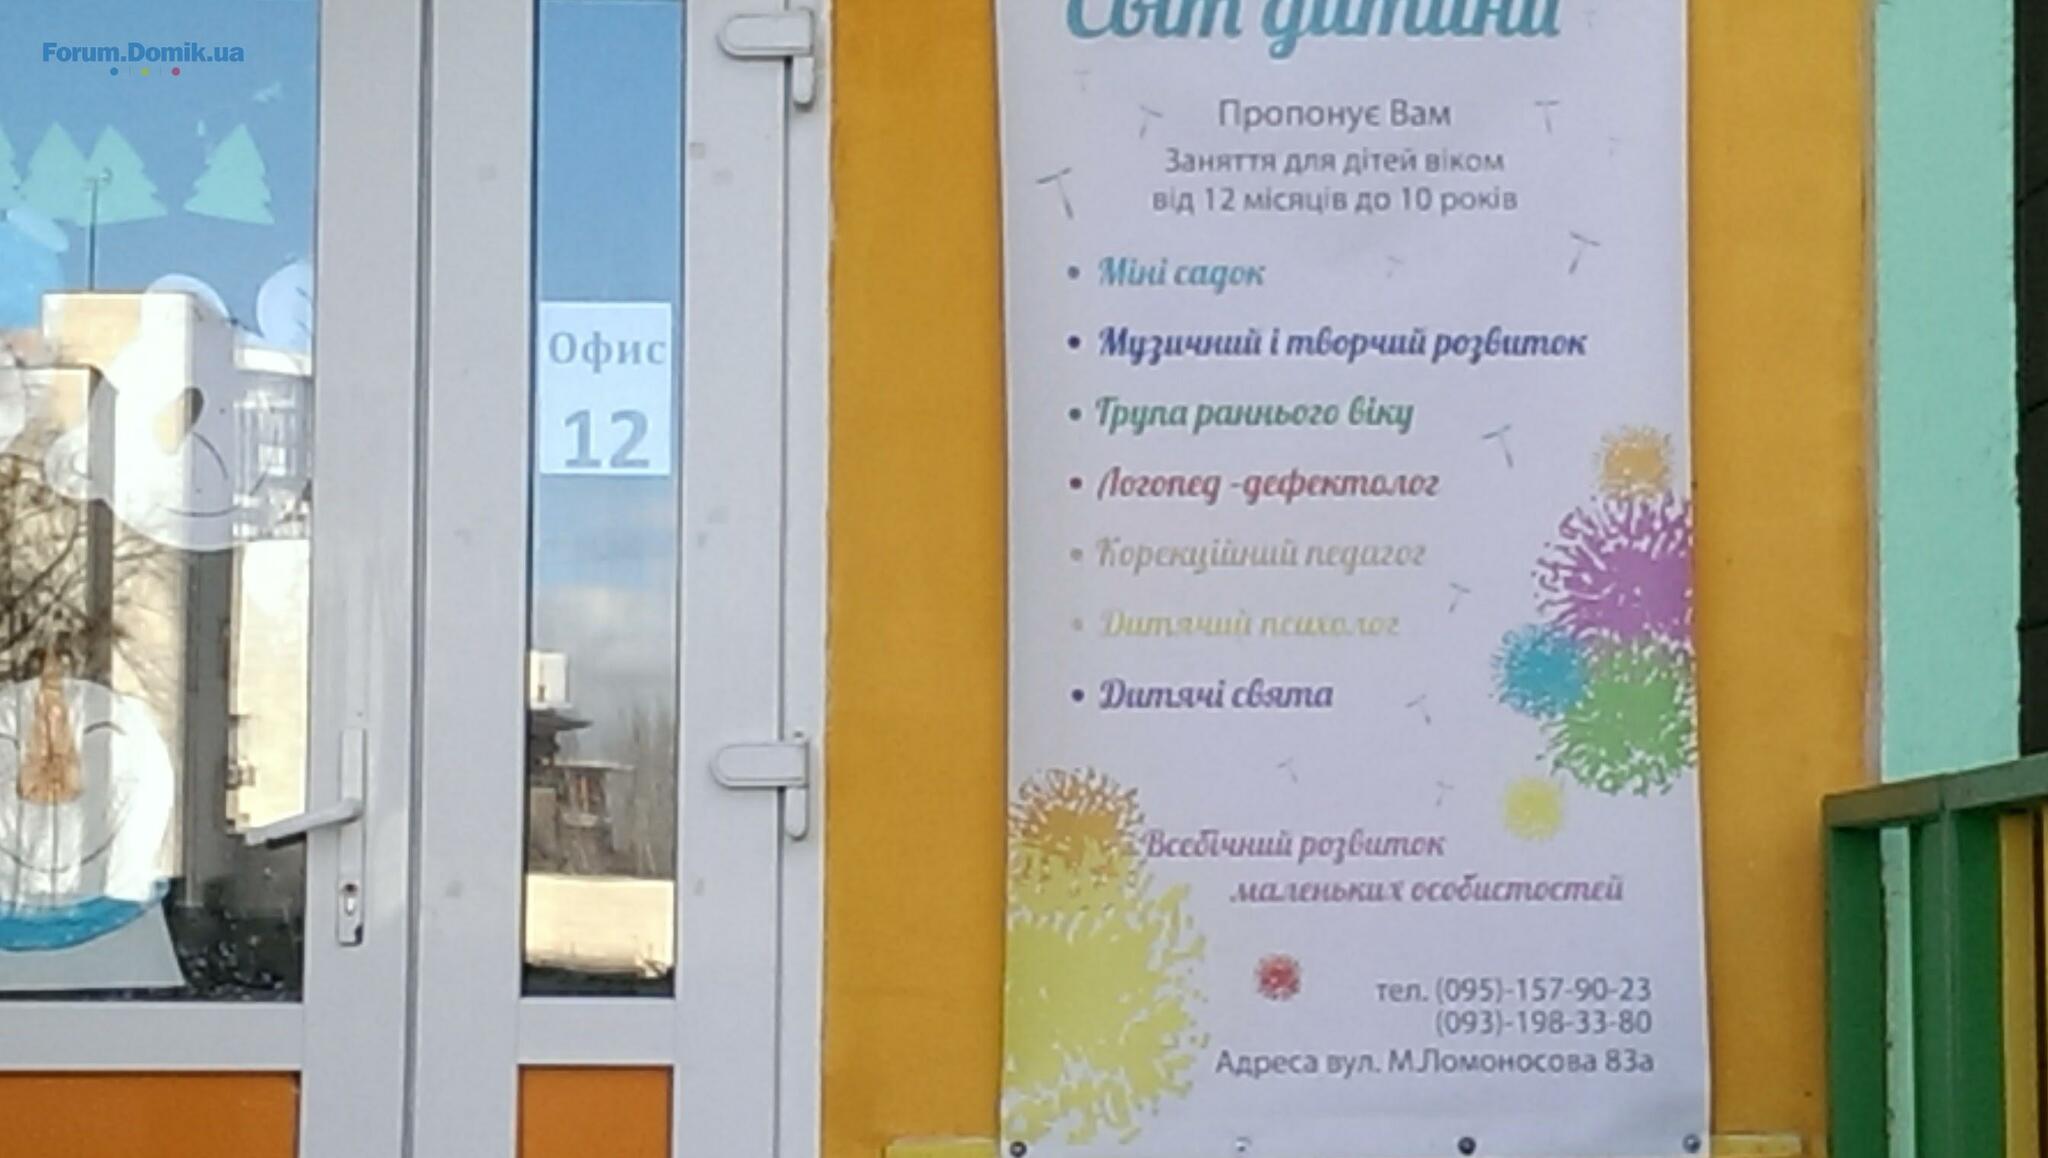 Forum.Domik.ua
Офис
12
Світ дитини
Пропонує Вам
Заняття для дітей віком
від 12 місяців до 10 років
• Міні садок
• Музичний і творчий розвиток
• Група раннього віку
• Логопед -дефектолог
• Корекційний педагог
• Дитячий психолог
• Дитячі свята
Всебічний розвиток
маленьких особистостей
тел. (095)-157-90-23
(093)-198-33-80
Адреса вул. М.Ломоносова 83а